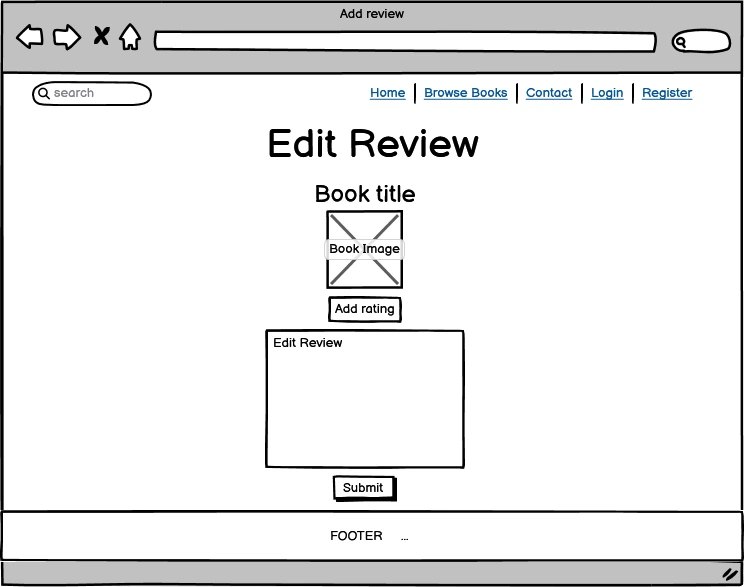 Add review
search
Home Browse Books Contact Login Register
Edit Review
Book title
Book Image
Add rating
Edit Review
Submit
FOOTER ...